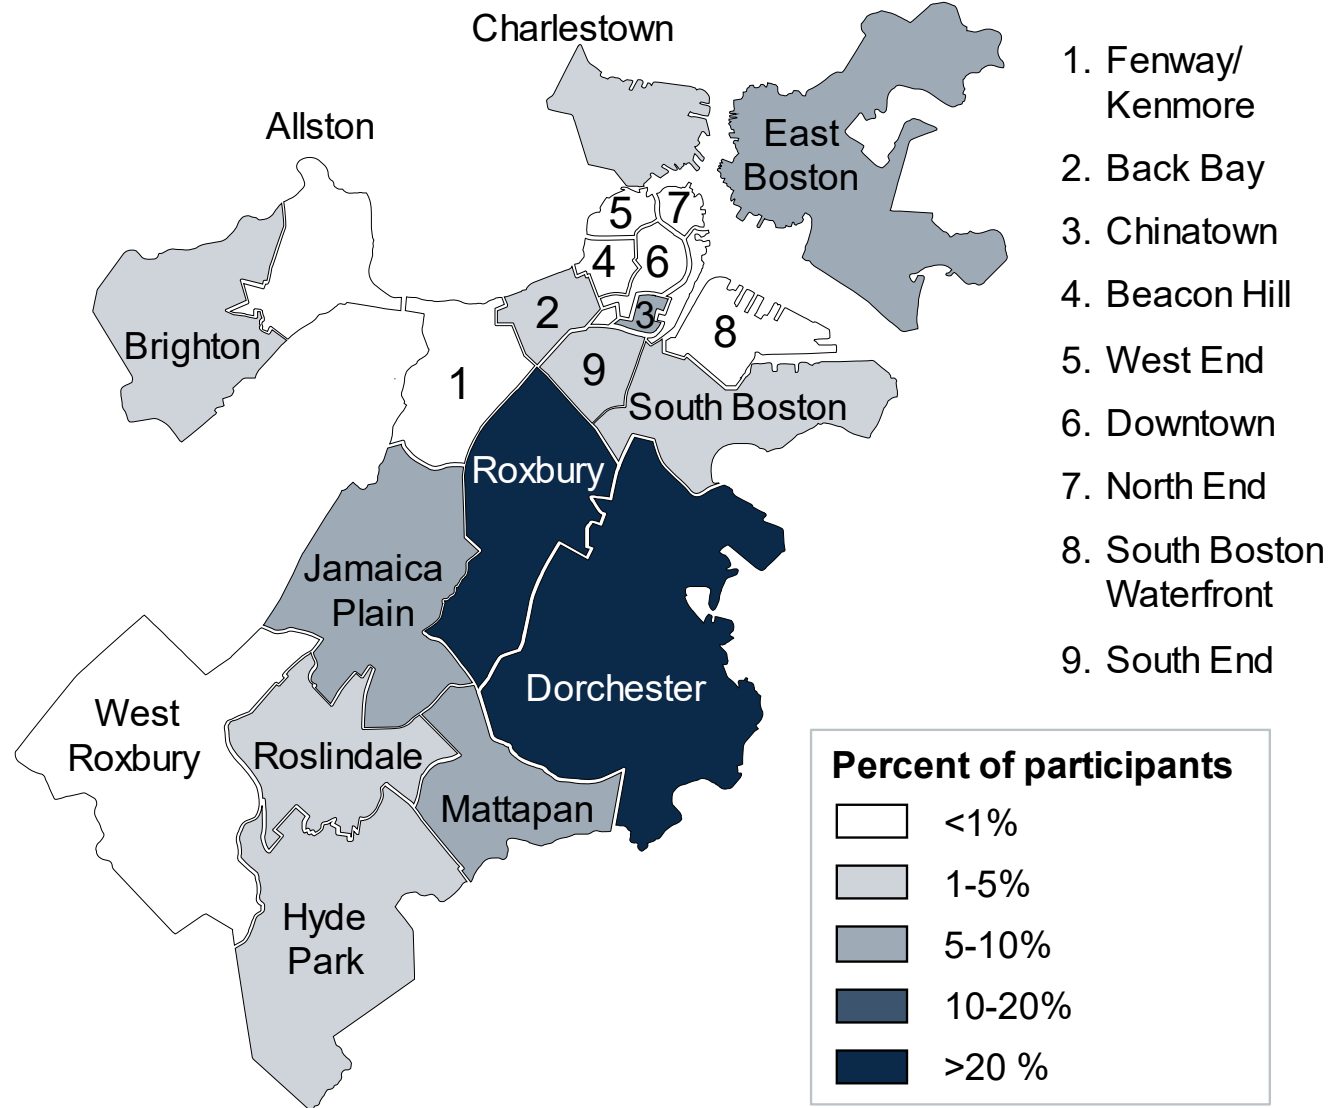 Charlestown
Allston
East
Boston
5
7
4
6
2
3
8
Brighton
1
9
South Boston
Roxbury
Jamaica
Plain
Dorchester
West
Roxbury
Roslindale
Mattapan
Hyde
Park
1. Fenway/
Kenmore
2. Back Bay
3. Chinatown
4. Beacon Hill
5. West End
6. Downtown
7. North End
8. South Boston
Waterfront
9. South End
Percent of participants
<1%
1-5%
5-10%
10-20%
>20 %